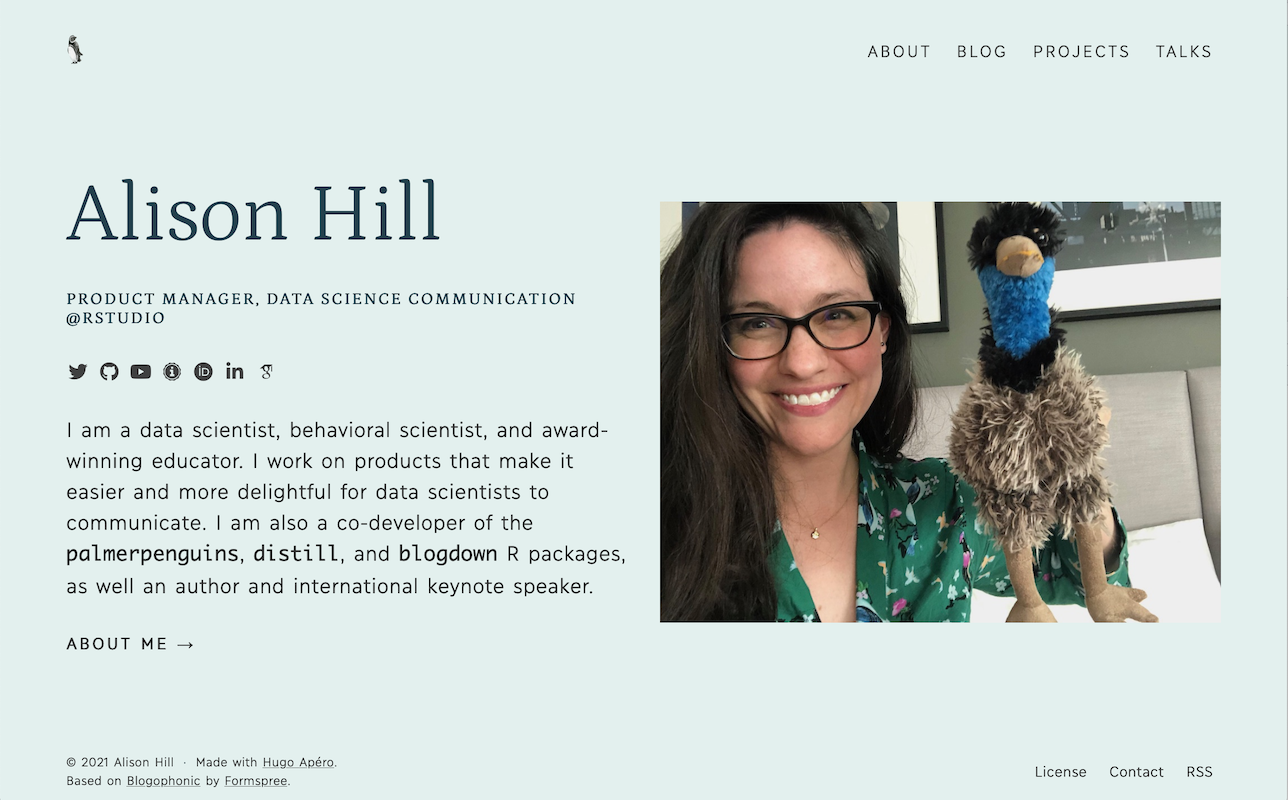 ABOUT BLOG PROJECTS TALKS
Alison Hill
PRODUCT MANAGER, DATA SCIENCE COMMUNICATION
@RSTUDIO
I am a data scientist, behavioral scientist, and award-
winning educator. I work on products that make it
easier and more delightful for data scientists to
communicate. I am also a co-developer of the
palmerpenguins, distill, and blogdown R packages,
as well an author and international keynote speaker.
ABOUT ME →
© 2021 Alison Hill · Made with Hugo Apéro.
Based on Blogophonic by Formspree.
License Contact RSS